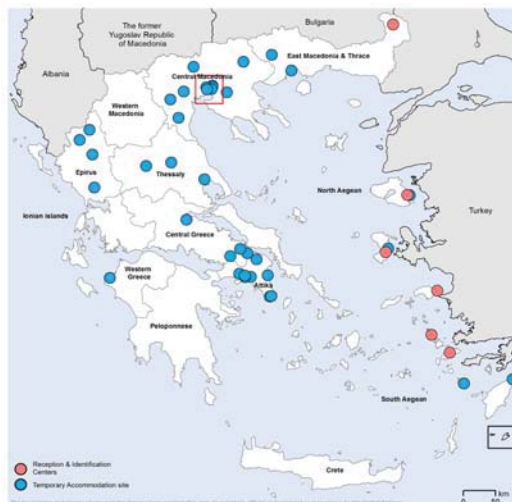 The former
Yugoslav Republic
of Macedonia
Bulgaria
Albania
East Macedonia & Thrace
Central Macedonia
Western
Macedonia
Epirus
Thessaly
North Aegean
Turkey
Ionian Islands
Central Greece
Western
Greece
Attika
Peloponnese
South Aegean
Crete
Reception & Identification
Centers
Temporary Accommodation site
km
0
50